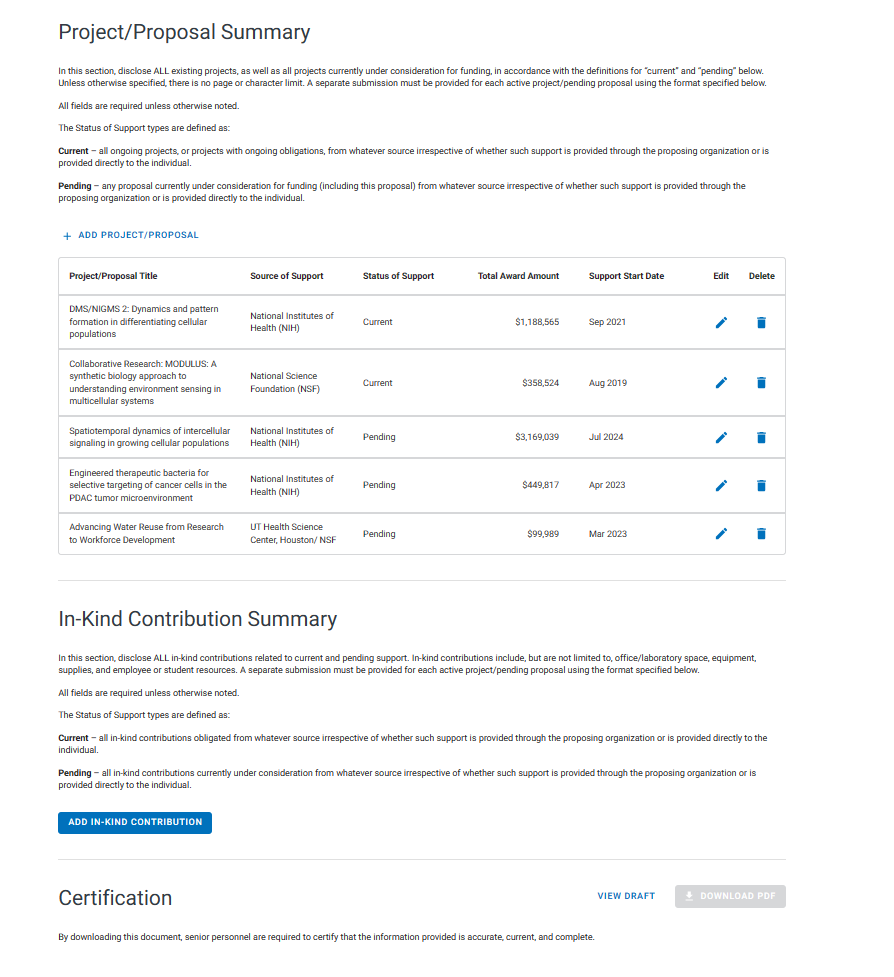 Project/Proposal Summary
In this section, disclose ALL existing projects, as well as all projects currently under consideration for funding, in accordance with the definitions for "current" and "pending" below.
Unless otherwise specified, there is no page or character limit. A separate submission must be provided for each active project/pending proposal using the format specified below.
All fields are required unless otherwise noted.
The Status of Support types are defined as:
Current – all ongoing projects, or projects with ongoing obligations, from whatever source irrespective of whether such support is provided through the proposing organization or is
provided directly to the individual.
Pending – any proposal currently under consideration for funding (including this proposal) from whatever source irrespective of whether such support is provided through the
proposing organization or is provided directly to the individual.
+ ADD PROJECT/PROPOSAL
Project/Proposal Title Source of Support Status of Support Total Award Amount Support Start Date Edit Delete
DMS/NIGMS 2: Dynamics and pattern
formation in differentiating cellular
populations
National Institutes of
Health (NIH)
Current
$1,188,565
Sep 2021
Collaborative Research: MODULUS: A
synthetic biology approach to
understanding environment sensing in
multicellular systems
National Science
Foundation (NSF)
Current
$358,524
Aug 2019
Spatiotemporal dynamics of intercellular
signaling in growing cellular populations
National Institutes of
Health (NIH)
Pending
$3,169,039
Jul 2024
Engineered therapeutic bacteria for
selective targeting of cancer cells in the
PDAC tumor microenvironment
National Institutes of
Health (NIH)
Pending
$449,817
Apr 2023
Advancing Water Reuse from Research
to Workforce Development
UT Health Science
Center, Houston/ NSF
Pending
$99,989
Mar 2023
In-Kind Contribution Summary
In this section, disclose ALL in-kind contributions related to current and pending support. In-kind contributions include, but are not limited to, office/laboratory space, equipment,
supplies, and employee or student resources. A separate submission must be provided for each active project/pending proposal using the format specified below.
All fields are required unless otherwise noted.
The Status of Support types are defined as:
Current – all in-kind contributions obligated from whatever source irrespective of whether such support is provided through the proposing organization or is provided directly to the
individual.
Pending – all in-kind contributions currently under consideration from whatever source irrespective of whether such support is provided through the proposing organization or is
provided directly to the individual.
ADD IN-KIND CONTRIBUTION
Certification
VIEW DRAFT
DOWNLOAD PDF
By downloading this document, senior personnel are required to certify that the information provided is accurate, current, and complete.